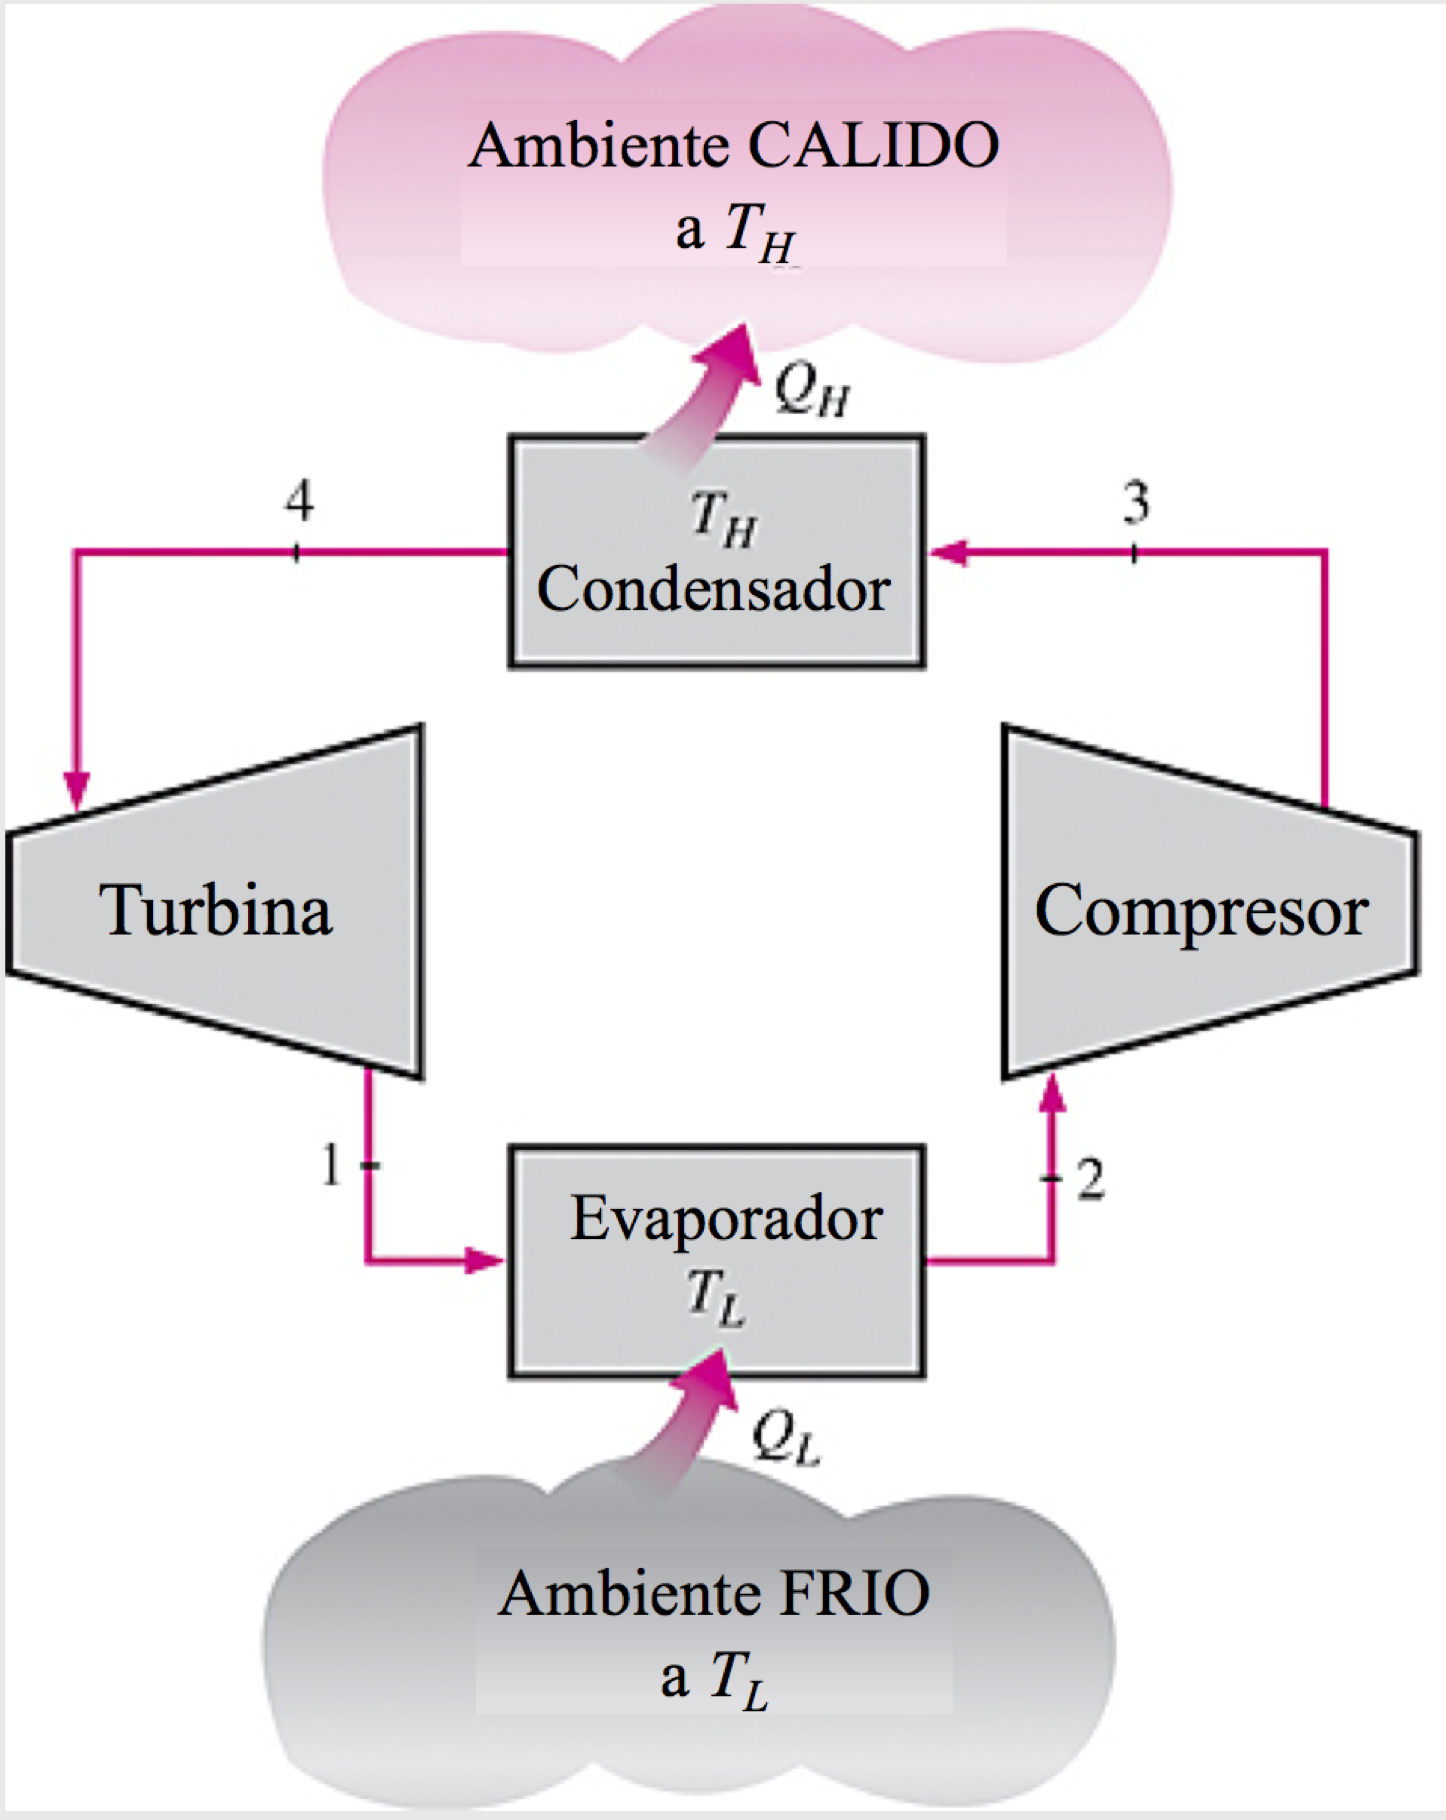 Ambiente CALIDO
a T_H
Q_H
4
3
T_H
Condensador
Turbina
Compresor
1
2
Evaporador
T_L
Q_L
Ambiente FRIO
a T_L